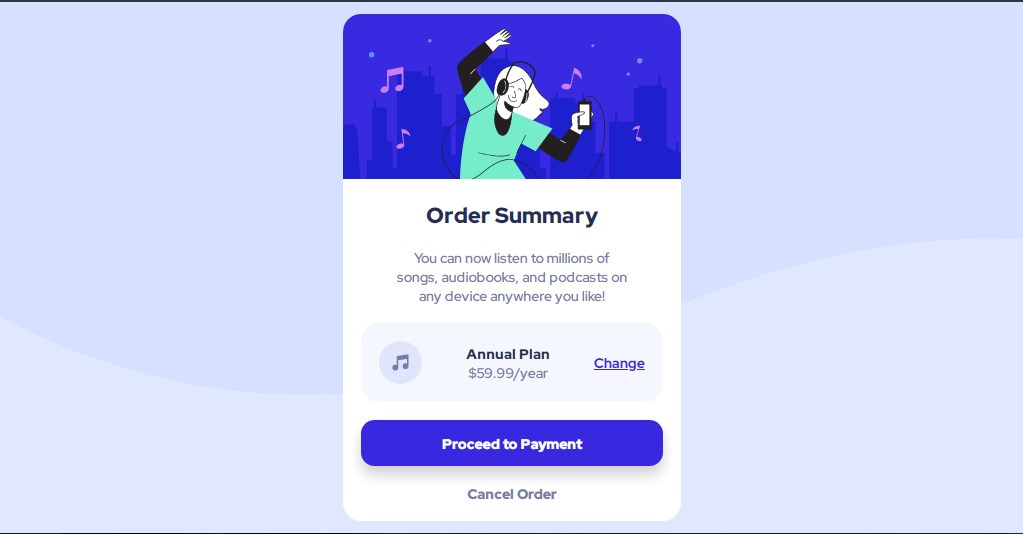 Order Summary
You can now listen to millions of
songs, audiobooks, and podcasts on
any device anywhere you like!
Annual Plan
$59.99/year
Change
Proceed to Payment
Cancel Order